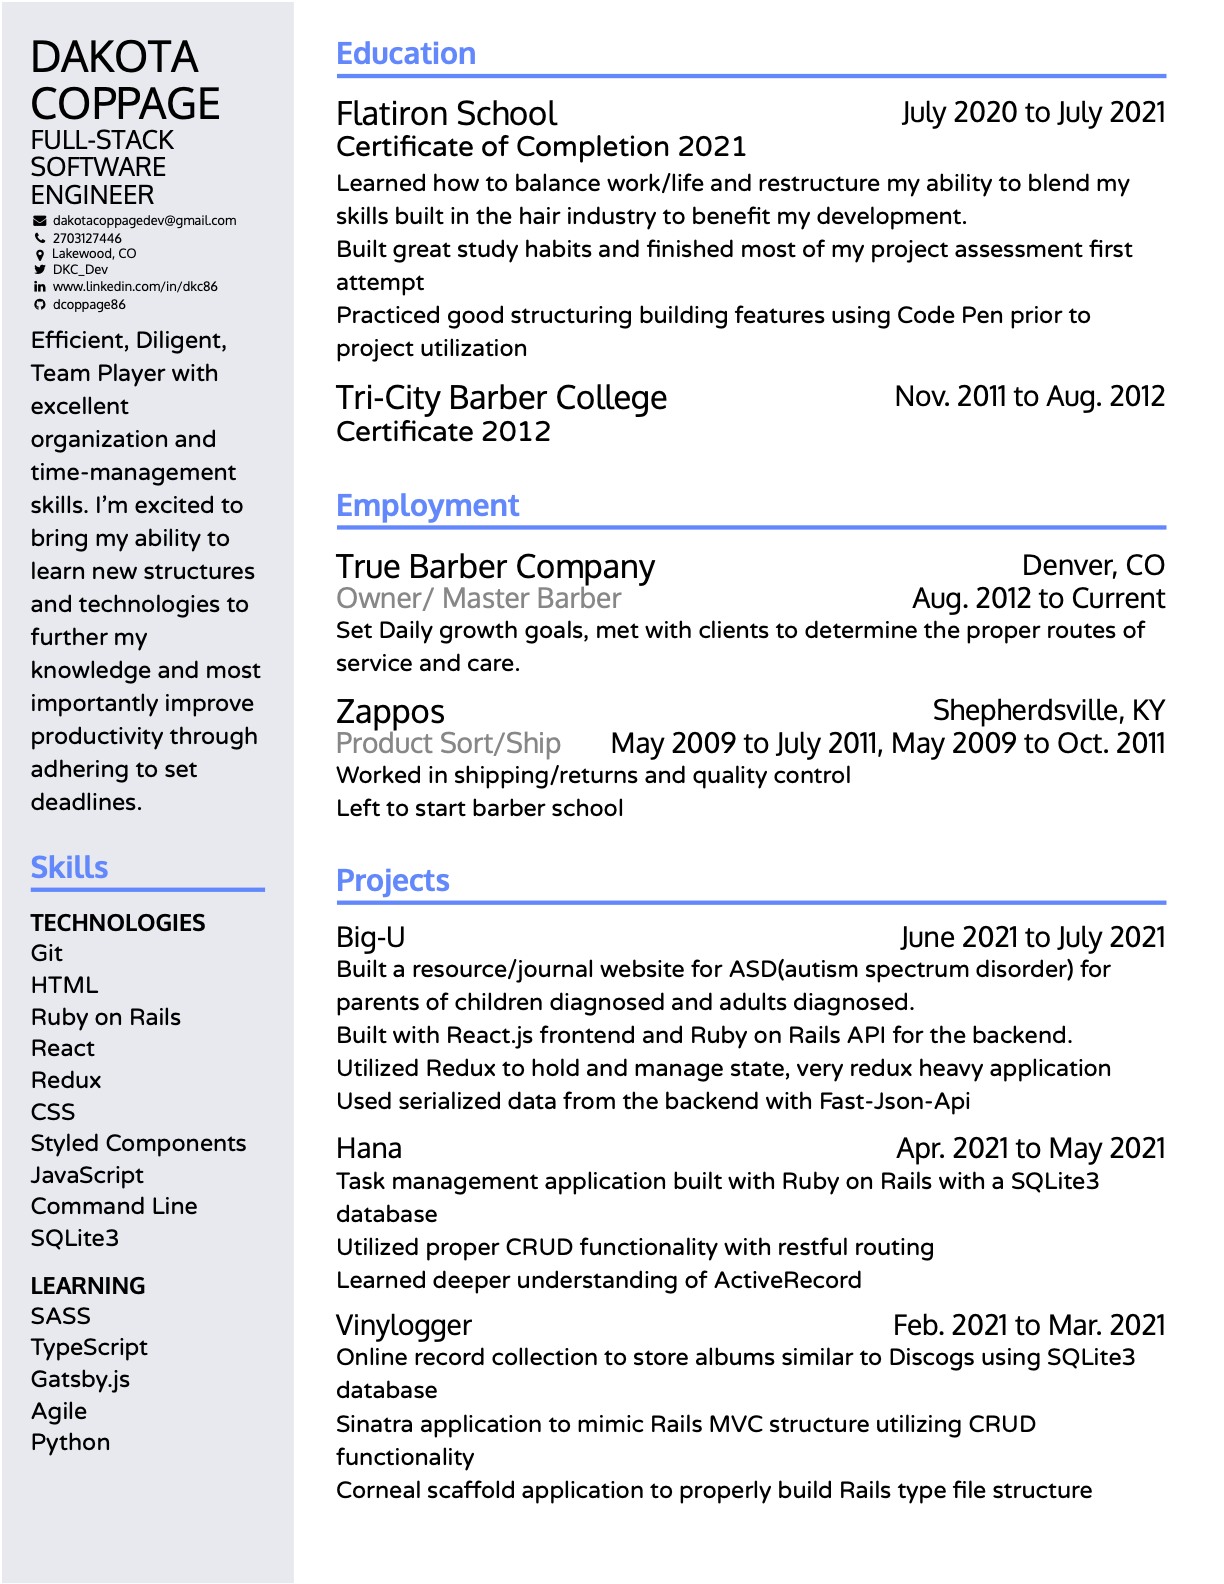 DAKOTA
COPPAGE
FULL-STACK
SOFTWARE
ENGINEER
dakotacoppagedev@gmail.com
2703127446
Lakewood, CO
DKC_Dev
www.linkedin.com/in/dkc86
dcoppage86
Efficient, Diligent,
Team Player with
excellent
organization and
time-management
skills. I'm excited to
bring my ability to
learn new structures
and technologies to
further my
knowledge and most
importantly improve
productivity through
adhering to set
deadlines.
Skills
TECHNOLOGIES
Git
HTML
Ruby on Rails
React
Redux
CSS
Styled Components
JavaScript
Command Line
SQLite3
LEARNING
SASS
TypeScript
Gatsby.js
Agile
Python
Education
Flatiron School July 2020 to July 2021
Certificate of Completion 2021
Learned how to balance work/life and restructure my ability to blend my
skills built in the hair industry to benefit my development.
Built great study habits and finished most of my project assessment first
attempt
Practiced good structuring building features using Code Pen prior to
project utilization
Tri-City Barber College Nov. 2011 to Aug. 2012
Certificate 2012
Employment
True Barber Company Denver, CO
Owner/ Master Barber Aug. 2012 to Current
Set Daily growth goals, met with clients to determine the proper routes of
service and care.
Zappos Shepherdsville, KY
Product Sort/Ship May 2009 to July 2011, May 2009 to Oct. 2011
Worked in shipping/returns and quality control
Left to start barber school
Projects
Big-U June 2021 to July 2021
Built a resource/journal website for ASD(autism spectrum disorder) for
parents of children diagnosed and adults diagnosed.
Built with React.js frontend and Ruby on Rails API for the backend.
Utilized Redux to hold and manage state, very redux heavy application
Used serialized data from the backend with Fast-Json-Api
Hana Apr. 2021 to May 2021
Task management application built with Ruby on Rails with a SQLite3
database
Utilized proper CRUD functionality with restful routing
Learned deeper understanding of ActiveRecord
Vinylogger Feb. 2021 to Mar. 2021
Online record collection to store albums similar to Discogs using SQLite3
database
Sinatra application to mimic Rails MVC structure utilizing CRUD
functionality
Corneal scaffold application to properly build Rails type file structure